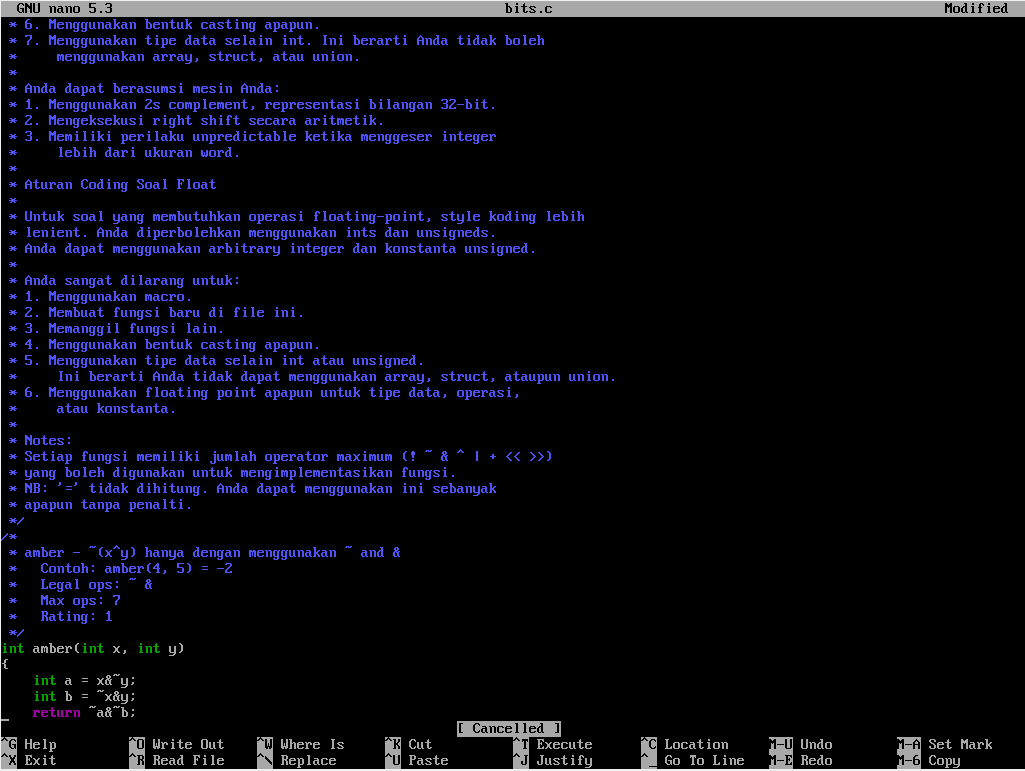 GNU nano 5.3 bits.c Modified
* 6. Menggunakan bentuk casting apapun.
* 7. Menggunakan tipe data selain int. Ini berarti Anda tidak boleh
* menggunakan array, struct, atau union.
*
* Anda dapat berasumsi mesin Anda:
* 1. Menggunakan 2s complement, representasi bilangan 32-bit.
* 2. Mengeksekusi right shift secara aritmetik.
* 3. Memiliki perilaku unpredictable ketika menggeser integer
* lebih dari ukuran word.
*
* Aturan Coding Soal Float
*
* Untuk soal yang membutuhkan operasi floating-point, style koding lebih
* lenient. Anda diperbolehkan menggunakan ints dan unsigneds.
* Anda dapat menggunakan arbitrary integer dan konstanta unsigned.
*
* Anda sangat dilarang untuk:
* 1. Menggunakan macro.
* 2. Membuat fungsi baru di file ini.
* 3. Memanggil fungsi lain.
* 4. Menggunakan bentuk casting apapun.
* 5. Menggunakan tipe data selain int atau unsigned.
* Ini berarti Anda tidak dapat menggunakan array, struct, ataupun union.
* 6. Menggunakan floating point apapun untuk tipe data, operasi,
* atau konstanta.
*
* Notes:
* Setiap fungsi memiliki jumlah operator maximum (! ~ & ^ | + << >>)
* yang boleh digunakan untuk mengimplementasikan fungsi.
* NB: '=' tidak dihitung. Anda dapat menggunakan ini sebanyak
* apapun tanpa penalti.
*/
/*
* amber - ~(x^y) hanya dengan menggunakan ~ and &
* Contoh: amber(4, 5) = -2
* Legal ops: ~ &
* Max ops: 7
* Rating: 1
*/
int amber(int x, int y)
{
int a = x&~y;
int b = ~x&y;
return ~a&~b;
[ Cancelled ]
^G Help ^O Write Out ^W Where Is ^K Cut ^T Execute ^C Location M-U Undo M-A Set Mark
^X Exit ^R Read File ^\ Replace ^U Paste ^J Justify ^_ Go To Line M-E Redo M-6 Copy